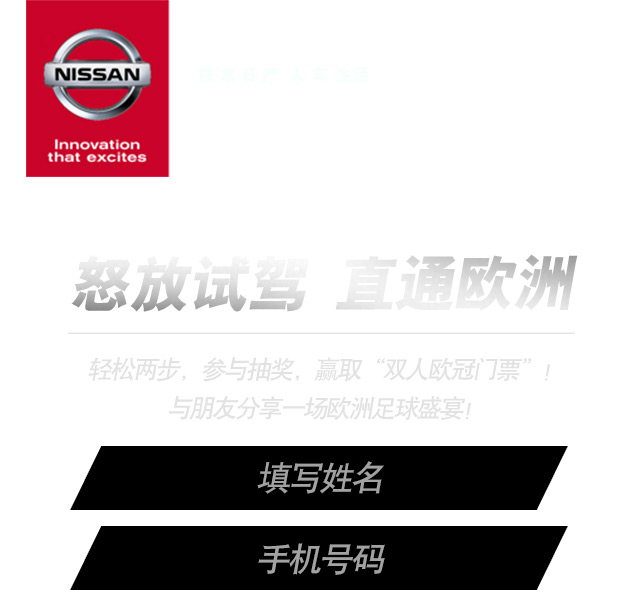 NISSAN
Innovation
that excites
怒放试驾 直通欧洲
轻松两步，参与抽奖，赢取“双人欧冠门票”！
与朋友分享一场欧洲足球盛宴！
填写姓名
手机号码